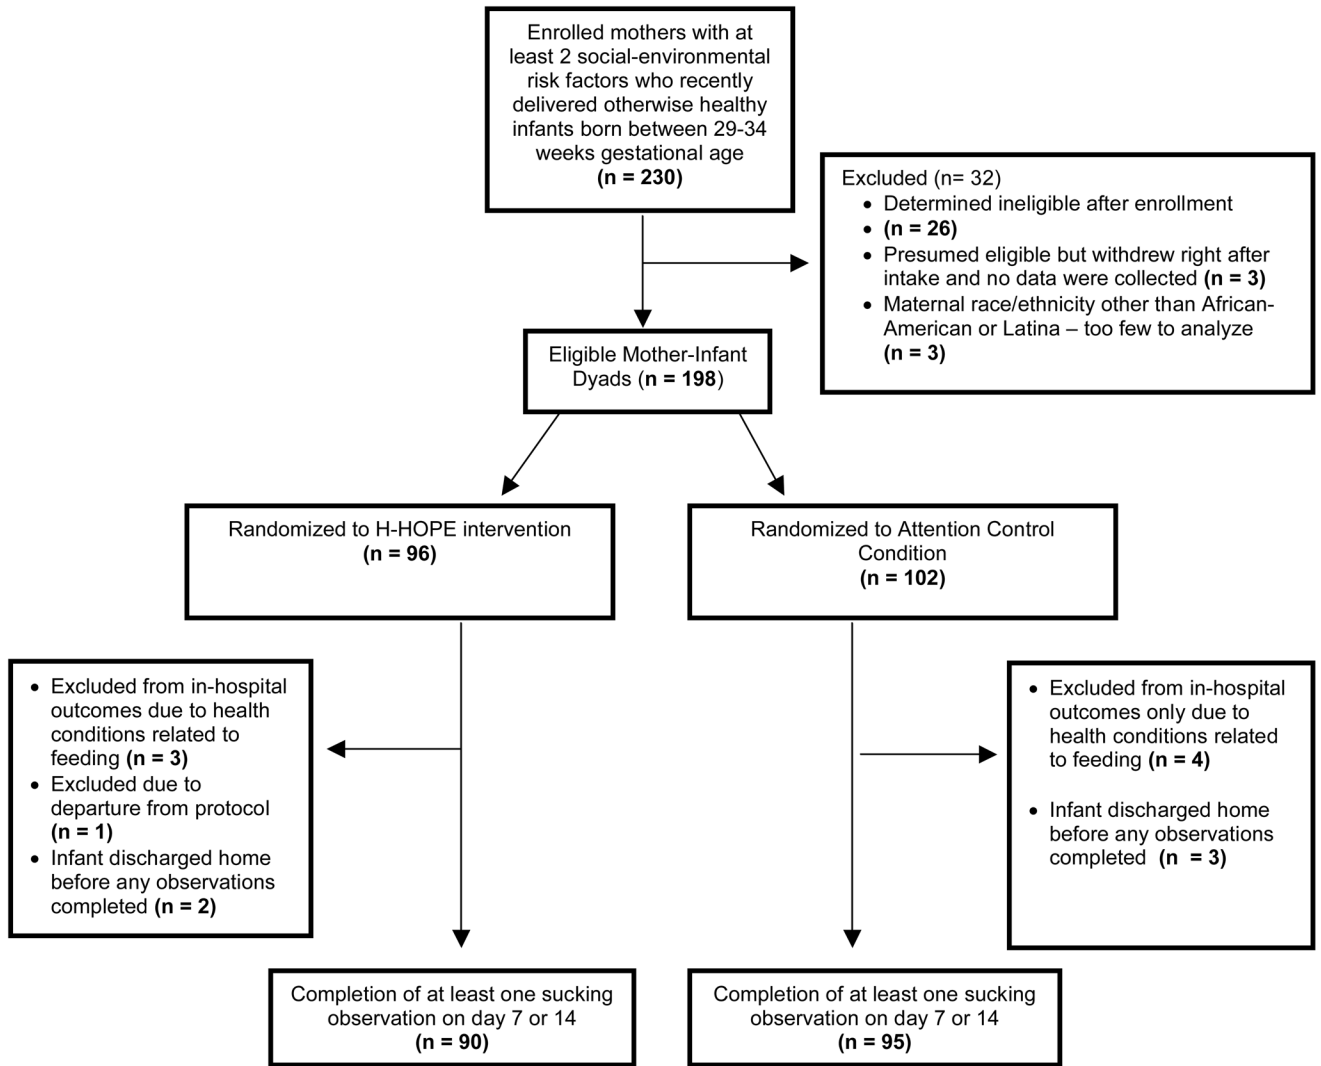 Enrolled mothers with at
least 2 social-environmental
risk factors who recently
delivered otherwise healthy
infants born between 29-34
weeks gestational age
(n = 230)
Excluded (n= 32)
• Determined ineligible after enrollment
• (n = 26)
• Presumed eligible but withdrew right after
intake and no data were collected (n = 3)
• Maternal race/ethnicity other than African-
American or Latina – too few to analyze
(n = 3)
Eligible Mother-Infant
Dyads (n = 198)
Randomized to H-HOPE intervention
(n = 96)
Randomized to Attention Control
Condition
(n = 102)
• Excluded from in-hospital
outcomes due to health
conditions related to
feeding (n = 3)
• Excluded due to
departure from protocol
(n = 1)
• Infant discharged home
before any observations
completed (n = 2)
• Excluded from in-hospital
outcomes only due to
health conditions related
to feeding (n = 4)
• Infant discharged home
before any observations
completed  (n  = 3)
Completion of at least one sucking
observation on day 7 or 14
(n = 90)
Completion of at least one sucking
observation on day 7 or 14
(n = 95)